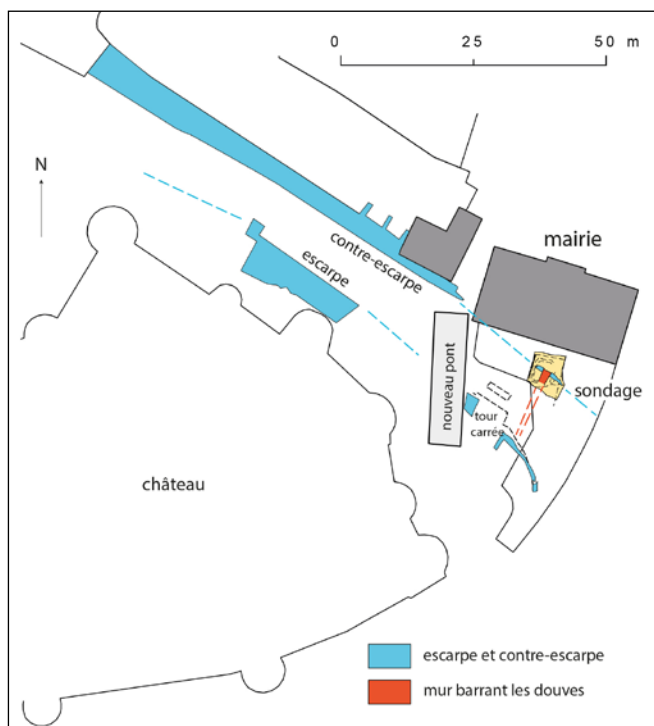 0 25 50 m
N
mairie
contre-escarpe
escarpe
nouveau pont
sondage
tour
carrée
château
escarpe et contre-escarpe
mur barrant les douves